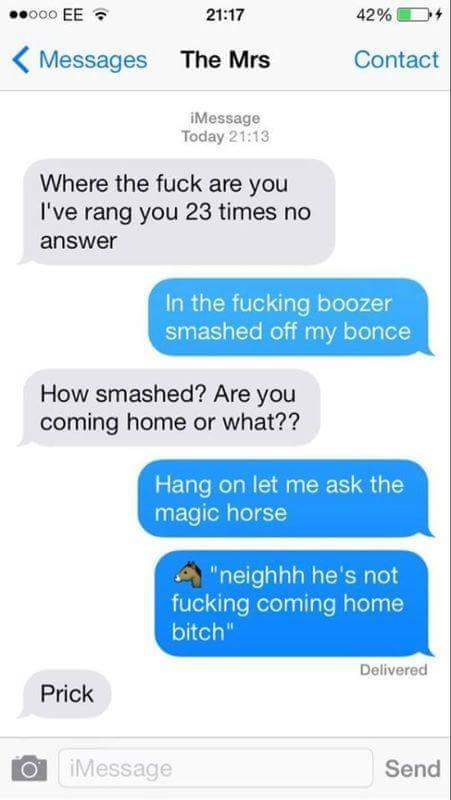 EE 21:17 42%
Messages The Mrs Contact
iMessage
Today 21:13
Where the fuck are you
I've rang you 23 times no
answer
In the fucking boozer
smashed off my bonce
How smashed? Are you
coming home or what??
Hang on let me ask the
magic horse
🐴 "neighhh he's not
fucking coming home
bitch"
Delivered
Prick
iMessage Send